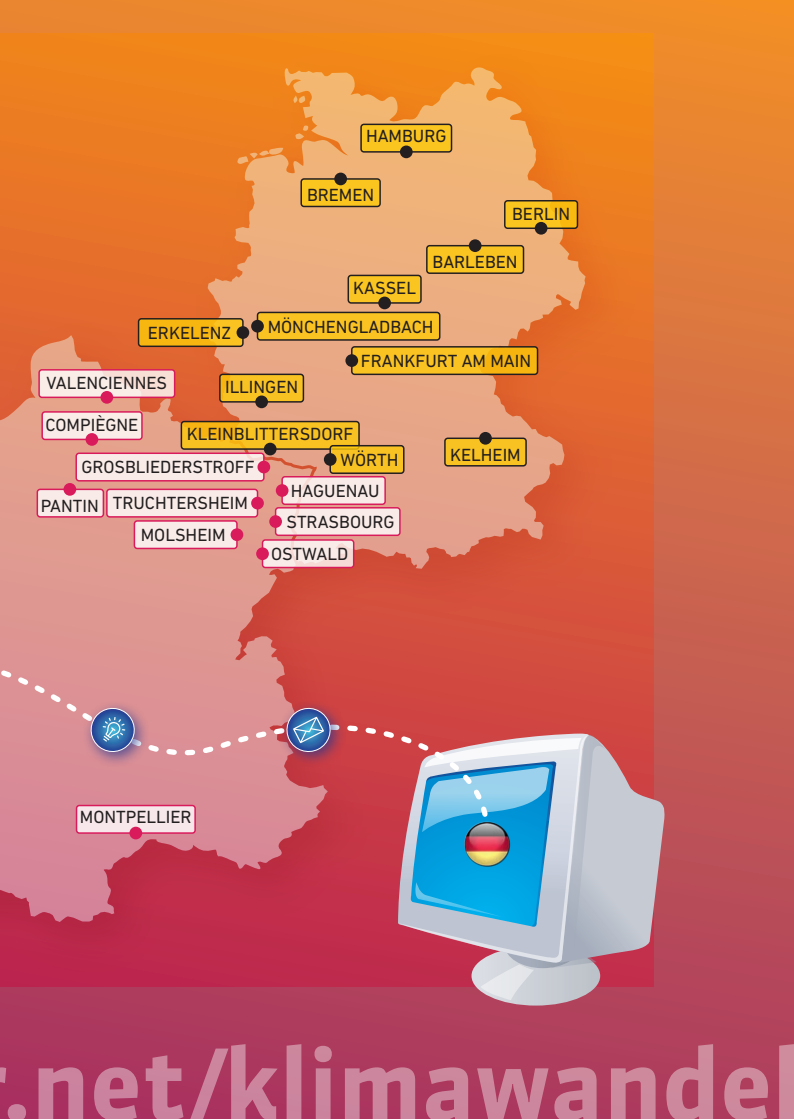 HAMBURG
BREMEN
BERLIN
BARLEBEN
KASSEL
MÖNCHENGLADBACH
ERKELENZ
FRANKFURT AM MAIN
VALENCIENNES
ILLINGEN
COMPIÈGNE
KLEINBLITTERSDORF
KELHEIM
WÖRTH
GROSBLIEDERSTROFF
HAGUENAU
PANTIN
TRUCHTERSHEIM
STRASBOURG
MOLSHEIM
OSTWALD
MONTPELLIER
r.net/klimawandel